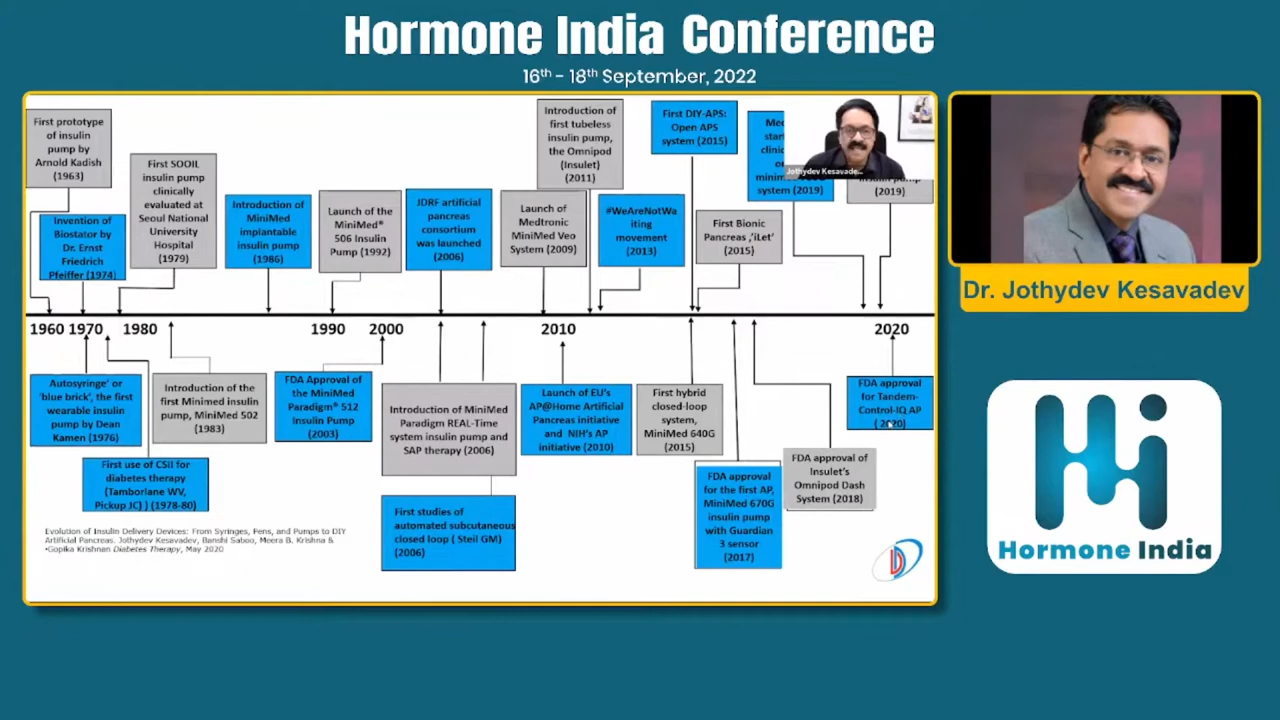 Hormone India Conference
16th - 18th September, 2022
First prototype
of insulin
pump by
Arnold Kadish
(1963)
Invention of
Biostator by
Dr. Ernst
Friedrich
Pfeiffer (1974)
First SOOIL
insulin pump
clinically
evaluated at
Seoul National
University
Hospital
(1979)
Introduction of
MiniMed
implantable
insulin pump
(1986)
Launch of the
MiniMed®
506 Insulin
Pump (1992)
JDRF artificial
pancreas
consortium
was launched
(2006)
Launch of
Medtronic
MiniMed Veo
System (2009)
Introduction of
first tubeless
insulin pump,
the Omnipod
(Insulet)
(2011)
#WeAreNotWa
iting
movement
(2013)
First DIY-APS:
Open APS
system (2015)
First Bionic
Pancreas ,'iLet'
(2015)
system (2019)
(2019)
Jothydev Kesavade...
1960 1970 1980 1990 2000 2010 2020
Autosyringe' or
'blue brick', the first
wearable insulin
pump by Dean
Kamen (1976)
First use of CSII for
diabetes therapy
(Tamborlane WV,
Pickup JC) ) (1978-80)
Introduction of the
first Minimed insulin
pump, MiniMed 502
(1983)
FDA Approval of
the MiniMed
Paradigm® 512
Insulin Pump
(2003)
Introduction of MiniMed
Paradigm REAL-Time
system insulin pump and
SAP therapy (2006)
First studies of
automated subcutaneous
closed loop ( Steil GM)
(2006)
Launch of EU's
AP@Home Artificial
Pancreas initiative
and NIH's AP
initiative (2010)
First hybrid
closed-loop
system,
MiniMed 640G
(2015)
FDA approval
for the first AP,
MiniMed 670G
insulin pump
with Guardian
3 sensor
(2017)
FDA approval of
Insulet's
Omnipod Dash
System (2018)
FDA approval
for Tandem-
Control-IQ AP
( 2020)
Evolution of Insulin Delivery Devices: From Syringes, Pens, and Pumps to DIY
Artificial Pancreas. Jothydev Kesavadev, Banshi Saboo, Meera B. Krishna &
•Gopika Krishnan Diabetes Therapy, May 2020
Dr. Jothydev Kesavadev
Hormone India